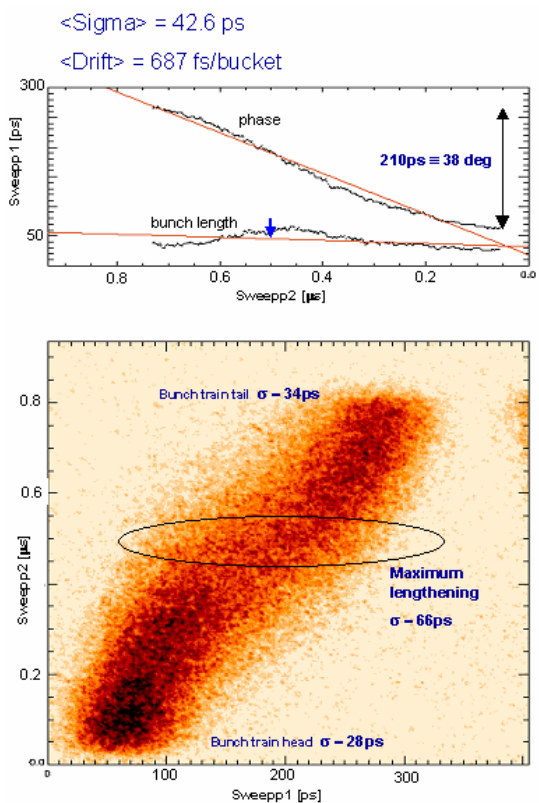 <Sigma> = 42.6 ps
<Drift> = 687 fs/bucket
300
phase
210ps ≡ 38 deg
bunch length
50
Sweepp1 [ps]
0.8 0.6 0.4 0.2 0.0
Sweepp2 [µs]
Bunch train tail σ – 34ps
0.8
0.6
Sweepp2 [µs]
Maximum
lengthening
σ – 66ps
0.2
Bunch train head σ – 28ps
0.0
0 100 200 300
Sweepp1 [ps]